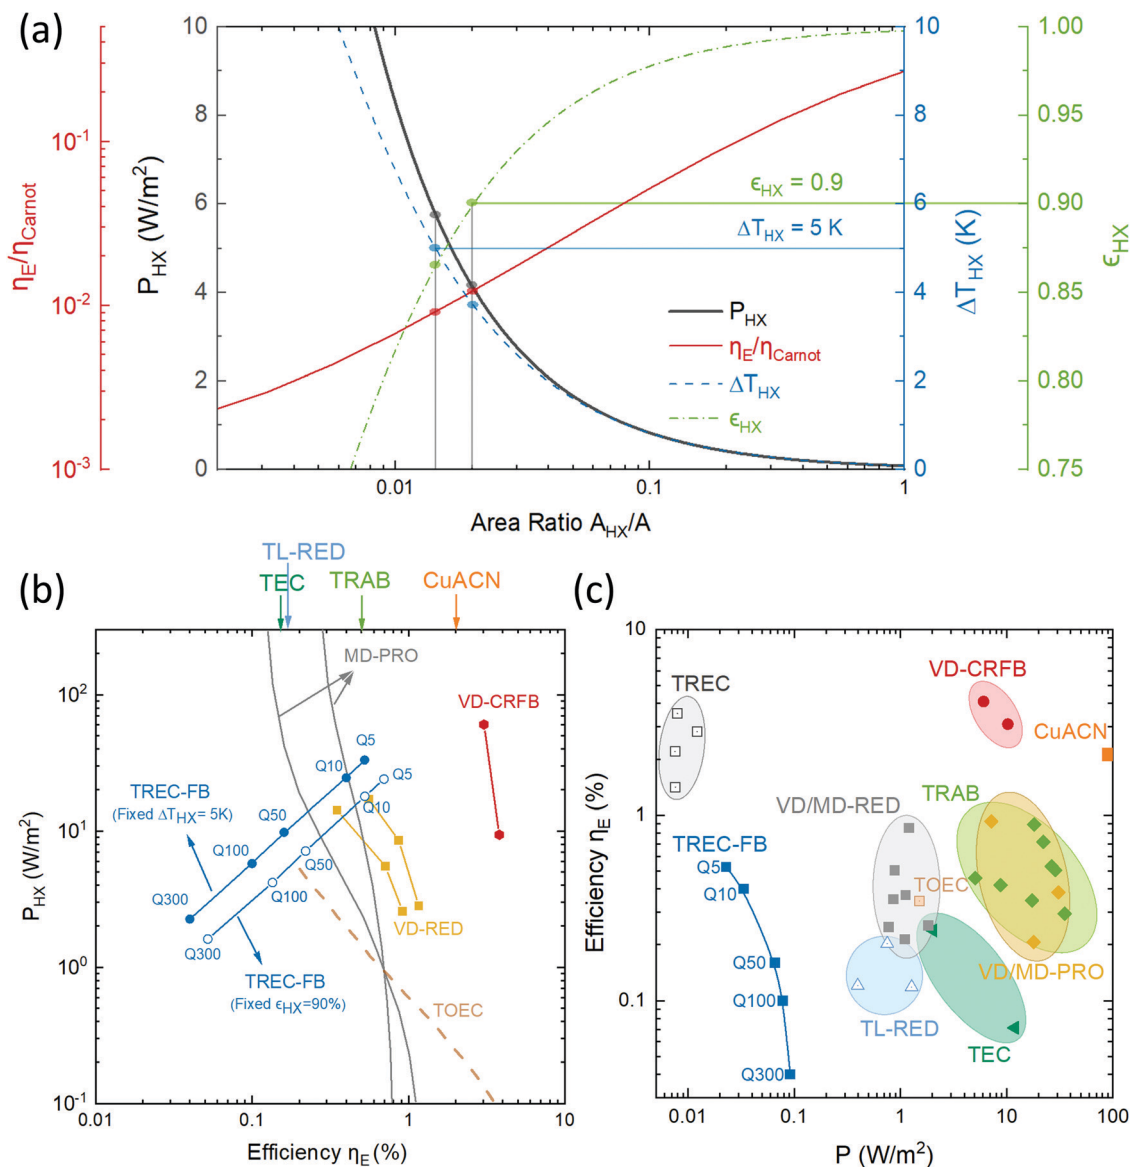 (a)
10
8
6
4
2
0
10⁻¹
10⁻²
10⁻³
η_E/η_Carnot
P_HX (W/m²)
ϵ_HX = 0.9
ΔT_HX = 5 K
P_HX
η_E/η_Carnot
ΔT_HX
ϵ_HX
10
8
6
4
2
0
ΔT_HX (K)
1.00
0.95
0.90
0.85
0.80
0.75
ϵ_HX
0.01
0.1
1
Area Ratio A_HX/A
(b)
TL-RED
TEC
TRAB
CuACN
MD-PRO
VD-CRFB
Q5
Q10
Q50
Q100
Q300
Q5
Q10
Q50
Q100
Q300
TREC-FB
(Fixed ΔT_HX = 5K)
VD-RED
TREC-FB
(Fixed ϵ_HX=90%)
TOEC
10²
10¹
10⁰
10⁻¹
P_HX (W/m²)
0.01
0.1
1
10
Efficiency η_E (%)
(c)
10
1
0.1
Efficiency η_E (%)
TREC
VD-CRFB
CuACN
VD/MD-RED
TRAB
TREC-FB
Q5
Q10
TOEC
Q50
Q100
Q300
VD/MD-PRO
TL-RED
TEC
0.01
0.1
1
10
100
P (W/m²)